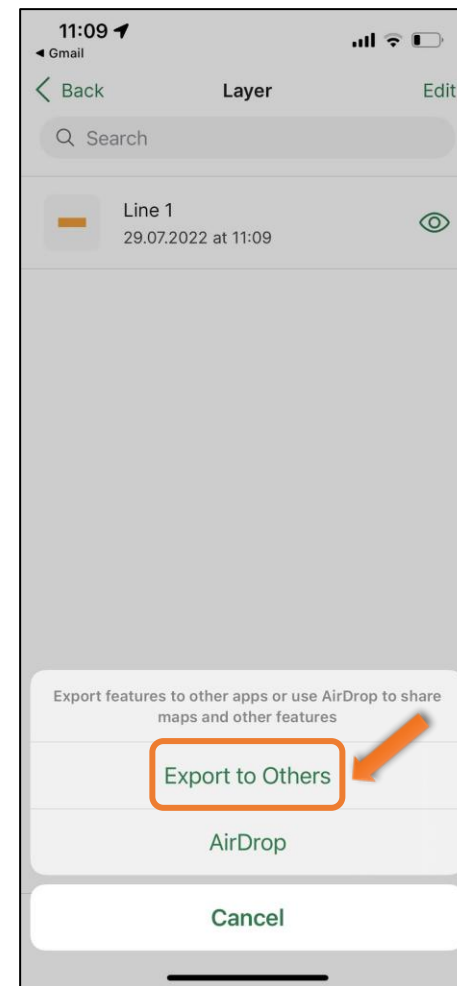 11:09
◀ Gmail
Back Layer Edit
Search
Line 1
29.07.2022 at 11:09
Export features to other apps or use AirDrop to share
maps and other features
Export to Others
AirDrop
Cancel